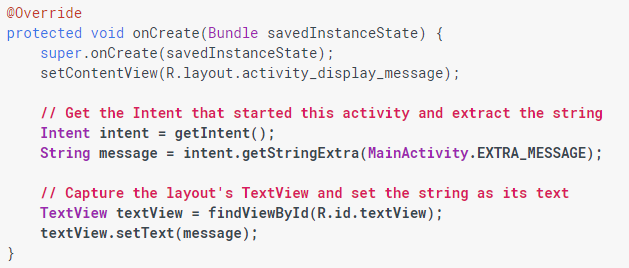 @Override
protected void onCreate(Bundle savedInstanceState) {
    super.onCreate(savedInstanceState);
    setContentView(R.layout.activity_display_message);

    // Get the Intent that started this activity and extract the string
    Intent intent = getIntent();
    String message = intent.getStringExtra(MainActivity.EXTRA_MESSAGE);

    // Capture the layout's TextView and set the string as its text
    TextView textView = findViewById(R.id.textView);
    textView.setText(message);
}